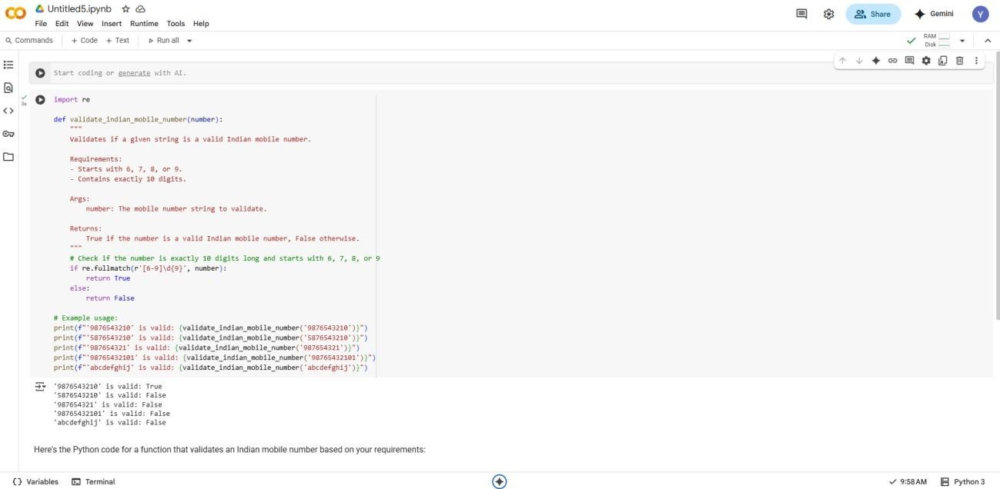 Untitled5.ipynb
File Edit View Insert Runtime Tools Help
Share
Gemini
Y
Commands + Code + Text Run all
RAM
Disk
Start coding or generate with AI.
0s
import re
def validate_indian_mobile_number(number):
"""
Validates if a given string is a valid Indian mobile number.
Requirements:
- Starts with 6, 7, 8, or 9.
- Contains exactly 10 digits.
Args:
number: The mobile number string to validate.
Returns:
True if the number is a valid Indian mobile number, False otherwise.
"""
# Check if the number is exactly 10 digits long and starts with 6, 7, 8, or 9
if re.fullmatch(r'[6-9]\d{9}', number):
return True
else:
return False
# Example usage:
print(f"'9876543210' is valid: {validate_indian_mobile_number('9876543210')}")
print(f"'5876543210' is valid: {validate_indian_mobile_number('5876543210')}")
print(f"'987654321' is valid: {validate_indian_mobile_number('987654321')}")
print(f"'98765432101' is valid: {validate_indian_mobile_number('98765432101')}")
print(f"'abcdefghij' is valid: {validate_indian_mobile_number('abcdefghij')}")
'9876543210' is valid: True
'5876543210' is valid: False
'987654321' is valid: False
'98765432101' is valid: False
'abcdefghij' is valid: False
Here's the Python code for a function that validates an Indian mobile number based on your requirements:
{} Variables Terminal
9:58 AM Python 3